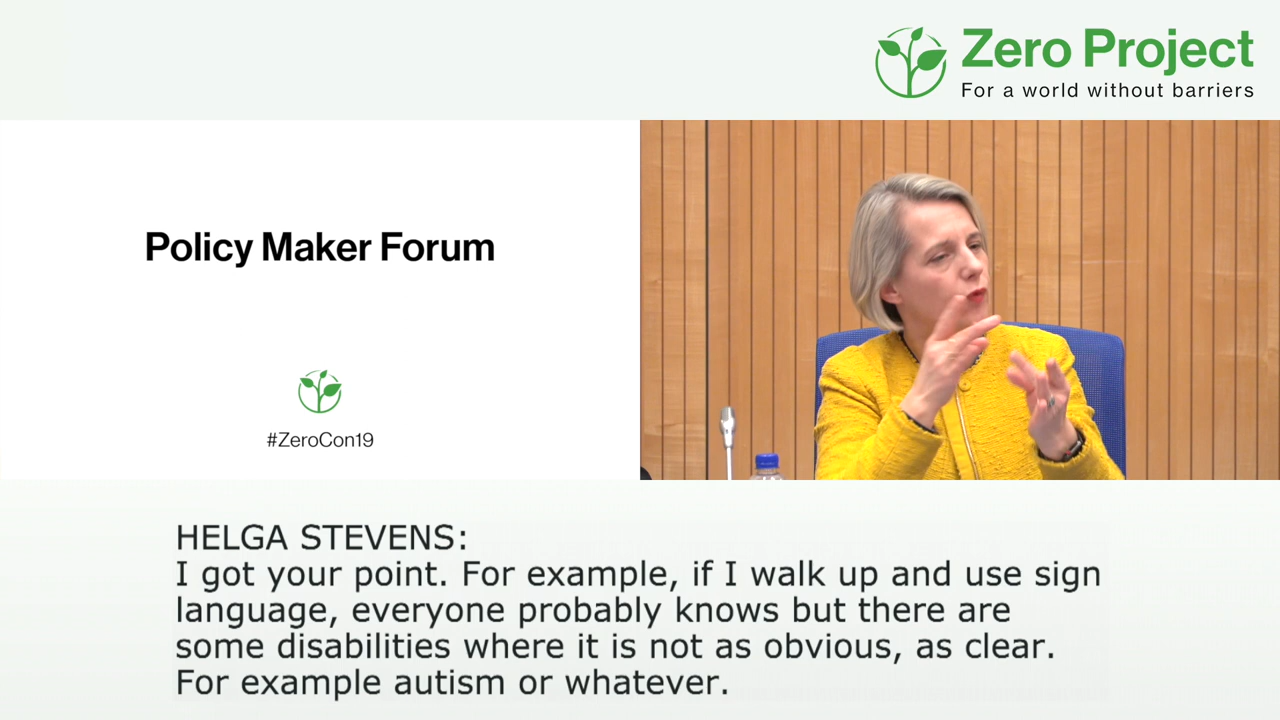 Zero Project
For a world without barriers
Policy Maker Forum
#ZeroCon19
HELGA STEVENS:
I got your point. For example, if I walk up and use sign
language, everyone probably knows but there are
some disabilities where it is not as obvious, as clear.
For example autism or whatever.